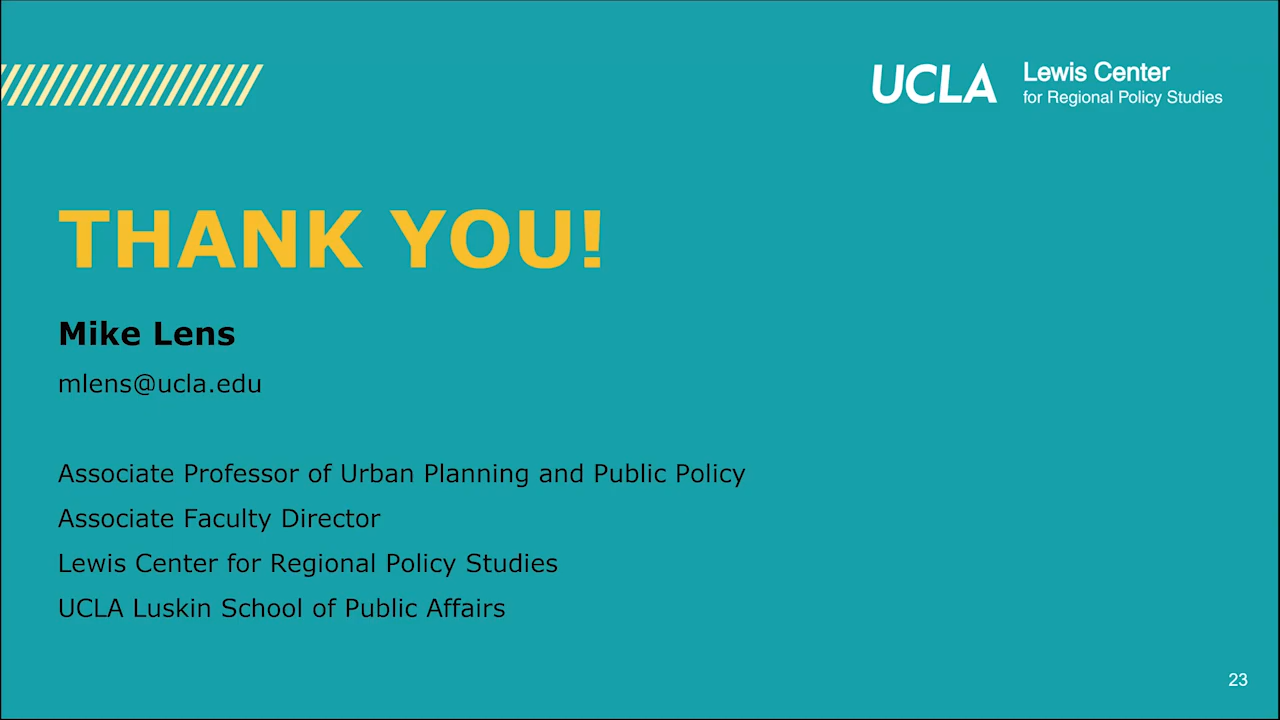 UCLA
Lewis Center
for Regional Policy Studies
THANK YOU!
Mike Lens
mlens@ucla.edu
Associate Professor of Urban Planning and Public Policy
Associate Faculty Director
Lewis Center for Regional Policy Studies
UCLA Luskin School of Public Affairs
23